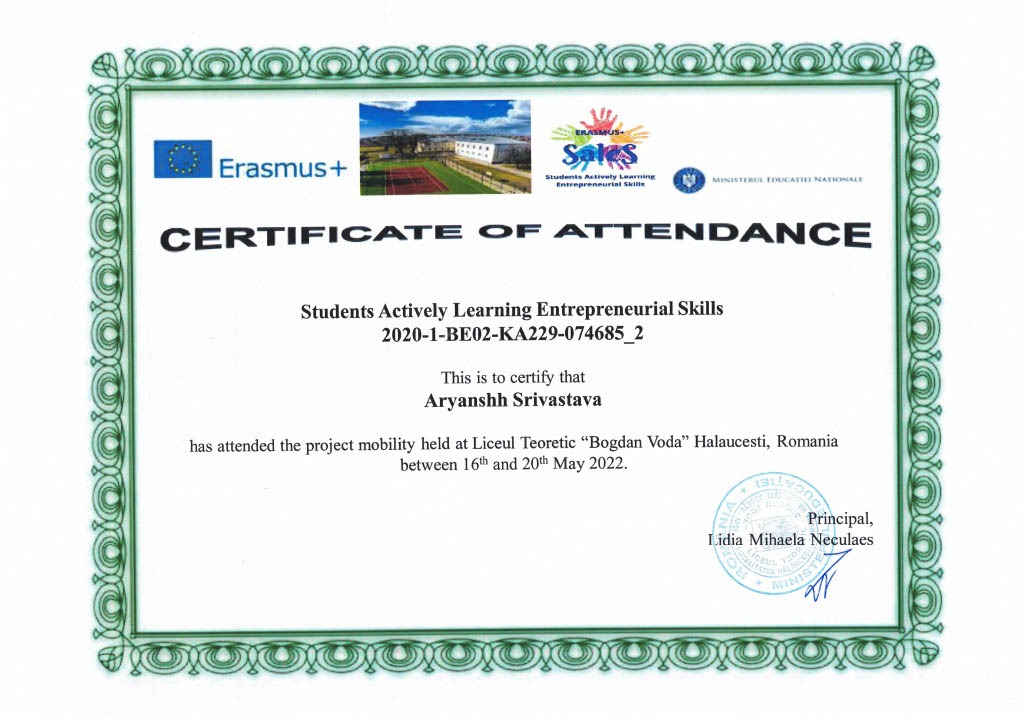 Erasmus+
ERASMUS+
SaleS
Students Actively Learning
Entrepreneurial Skills
MINISTERUL EDUCAȚIEI NAȚIONALE
CERTIFICATE OF ATTENDANCE
Students Actively Learning Entrepreneurial Skills
2020-1-BE02-KA229-074685_2
This is to certify that
Aryanshh Srivastava
has attended the project mobility held at Liceul Teoretic “Bogdan Voda” Halaucesti, Romania
between 16th and 20th May 2022.
Principal,
Lidia Mihaela Neculaes
ROMÂNIA * MINISTERUL EDUCAȚIEI *
LICEUL